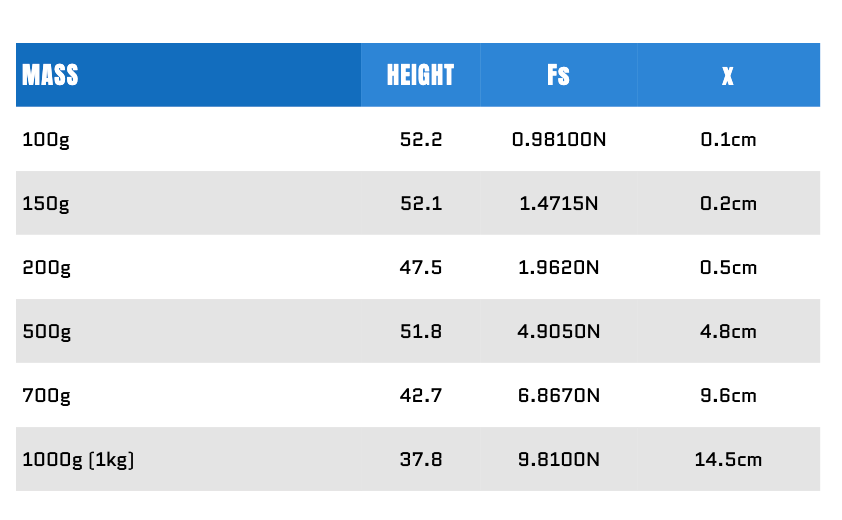 MASS HEIGHT Fs X
100g 52.2 0.98100N 0.1cm
150g 52.1 1.4715N 0.2cm
200g 47.5 1.9620N 0.5cm
500g 51.8 4.9050N 4.8cm
700g 42.7 6.8670N 9.6cm
1000g (1kg) 37.8 9.8100N 14.5cm